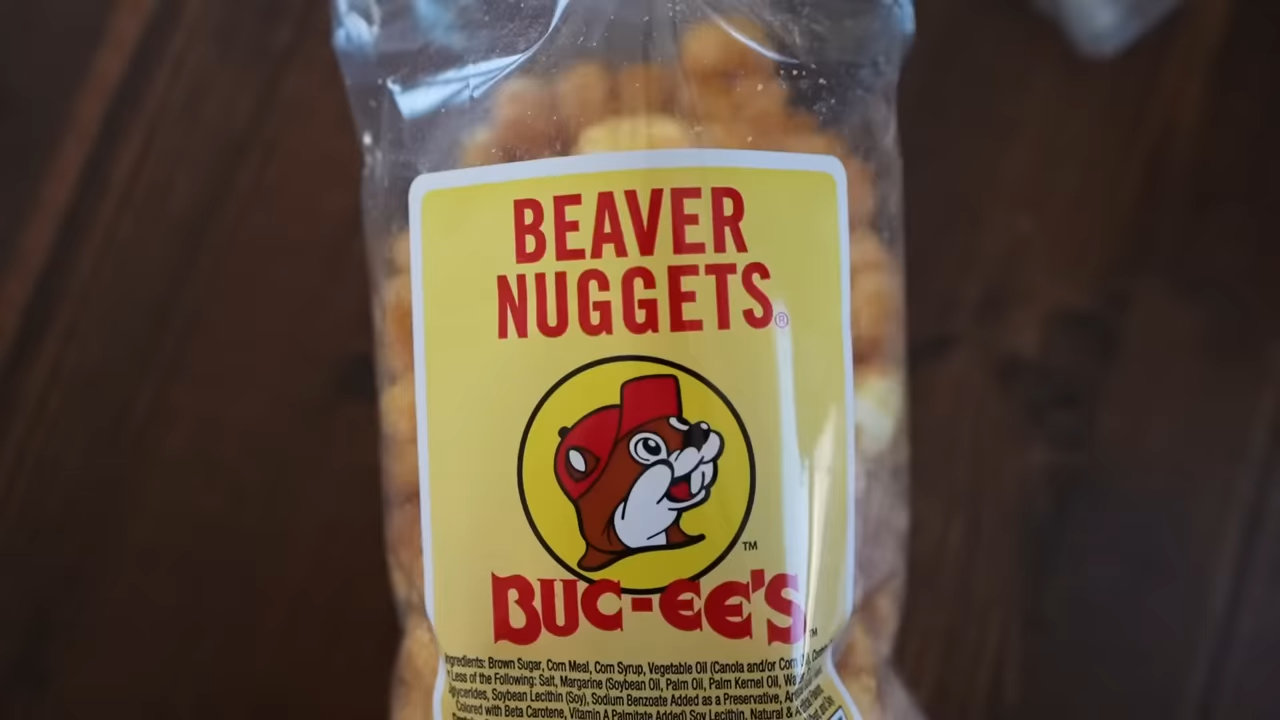 BEAVER
NUGGETS®
TM
BUC-EE'S
TM
Ingredients: Brown Sugar, Corn Meal, Corn Syrup, Vegetable Oil (Canola and/or Corn
Less of the Following: Salt, Margarine (Soybean Oil, Palm Oil, Palm Kernel Oil,
Soybean Lecithin (Soy), Sodium Benzoate Added as a Preservative,
Colored with Beta Carotene, Vitamin A Palmitate Added) Soy Lecithin, Natural &